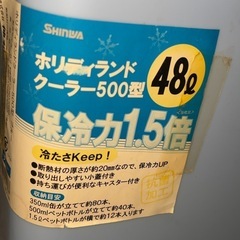 SHINWA
ホリディランド
クーラー500型
48ℓ
保冷力1.5倍
冷たさKeep!
●断熱材の厚さが約20㎜なので、保冷力UP
●取り出しやすい小蓋付き
●持ち運びが便利なキャスター付き
収納目安
350ml缶が立てて約80本、
500mlペットボトルが立てて約40本、
1.5ℓペットボトルが横で約12本入ります